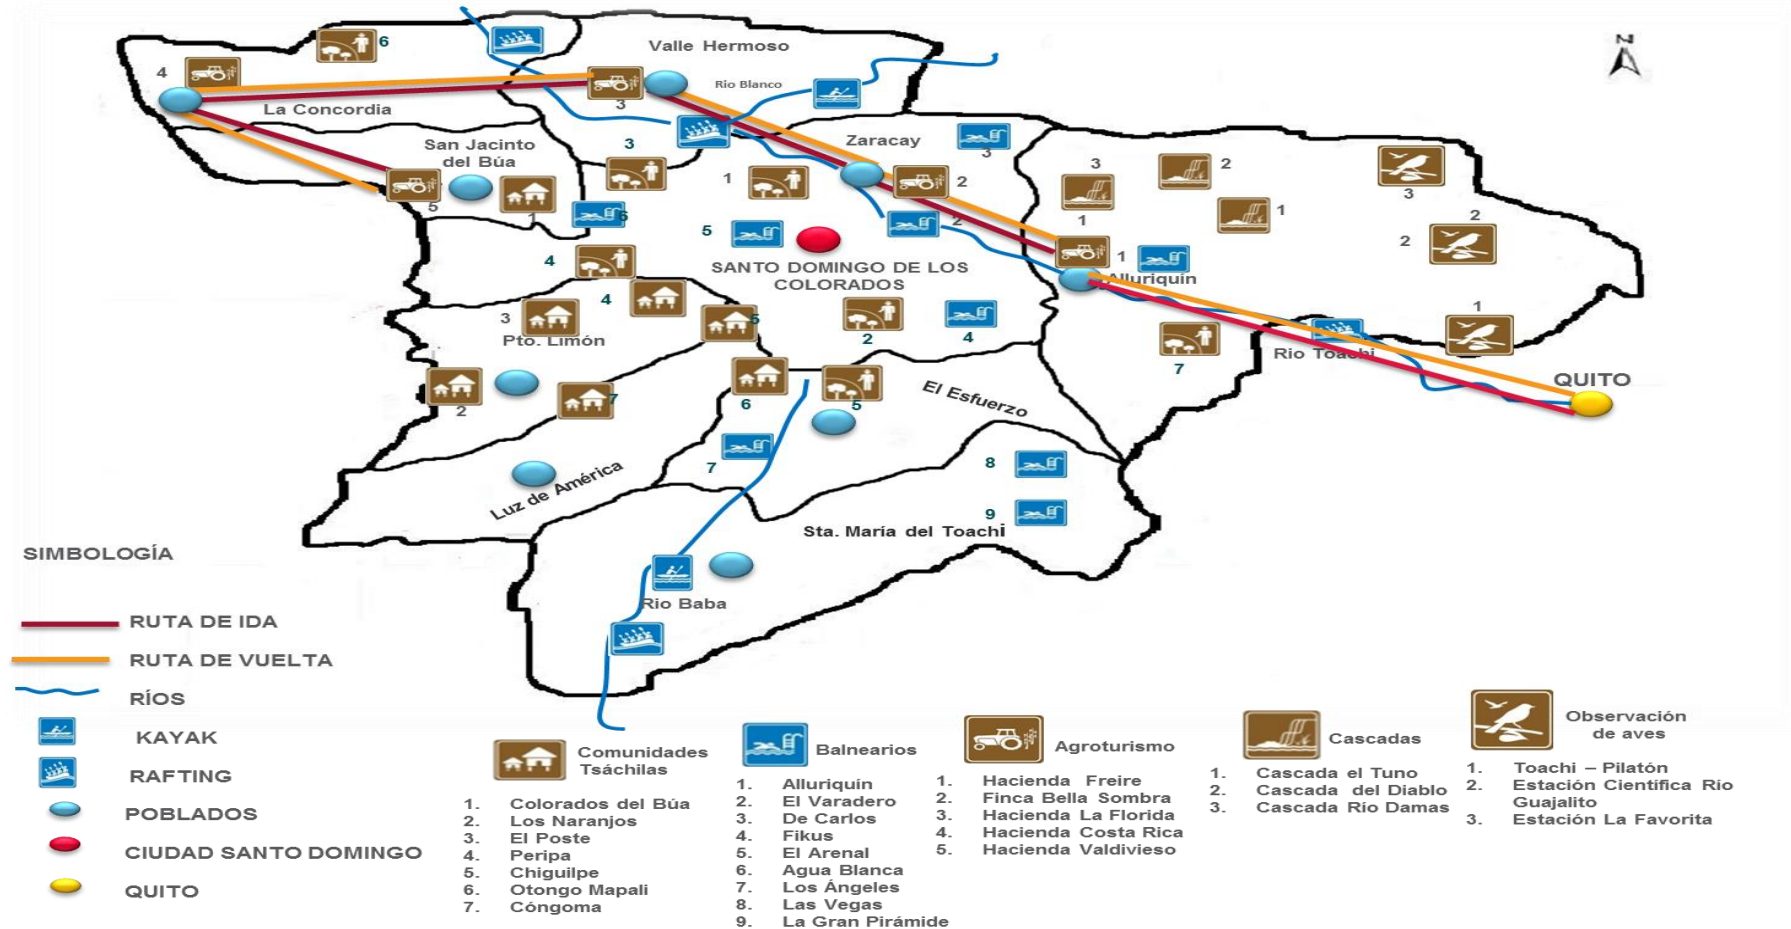 N
6
4
Valle Hermoso
Rio Blanco
La Concordia
3
San Jacinto
del Búa
3
Zaracay
3
5
1
1
2
3
2
1
1
3
2
2
6
5
2
SANTO DOMINGO DE LOS
COLORADOS
1
Alluriquín
4
4
3
5
Pto. Limón
2
4
1
Rio Toachi
7
QUITO
2
7
6
5
El Esfuerzo
7
8
9
Luz de América
Sta. María del Toachi
Rio Baba
SIMBOLOGÍA
RUTA DE IDA
RUTA DE VUELTA
RÍOS
KAYAK
RAFTING
POBLADOS
CIUDAD SANTO DOMINGO
QUITO
Comunidades
Tsáchilas
1. Colorados del Búa
2. Los Naranjos
3. El Poste
4. Peripa
5. Chiguilpe
6. Otongo Mapali
7. Cóngoma
Balnearios
1. Alluriquín
2. El Varadero
3. De Carlos
4. Fikus
5. El Arenal
6. Agua Blanca
7. Los Ángeles
8. Las Vegas
9. La Gran Pirámide
Agroturismo
1. Hacienda Freire
2. Finca Bella Sombra
3. Hacienda La Florida
4. Hacienda Costa Rica
5. Hacienda Valdivieso
Cascadas
1. Cascada el Tuno
2. Cascada del Diablo
3. Cascada Río Damas
Observación
de aves
1. Toachi – Pilatón
2. Estación Científica Río
Guajalito
3. Estación La Favorita